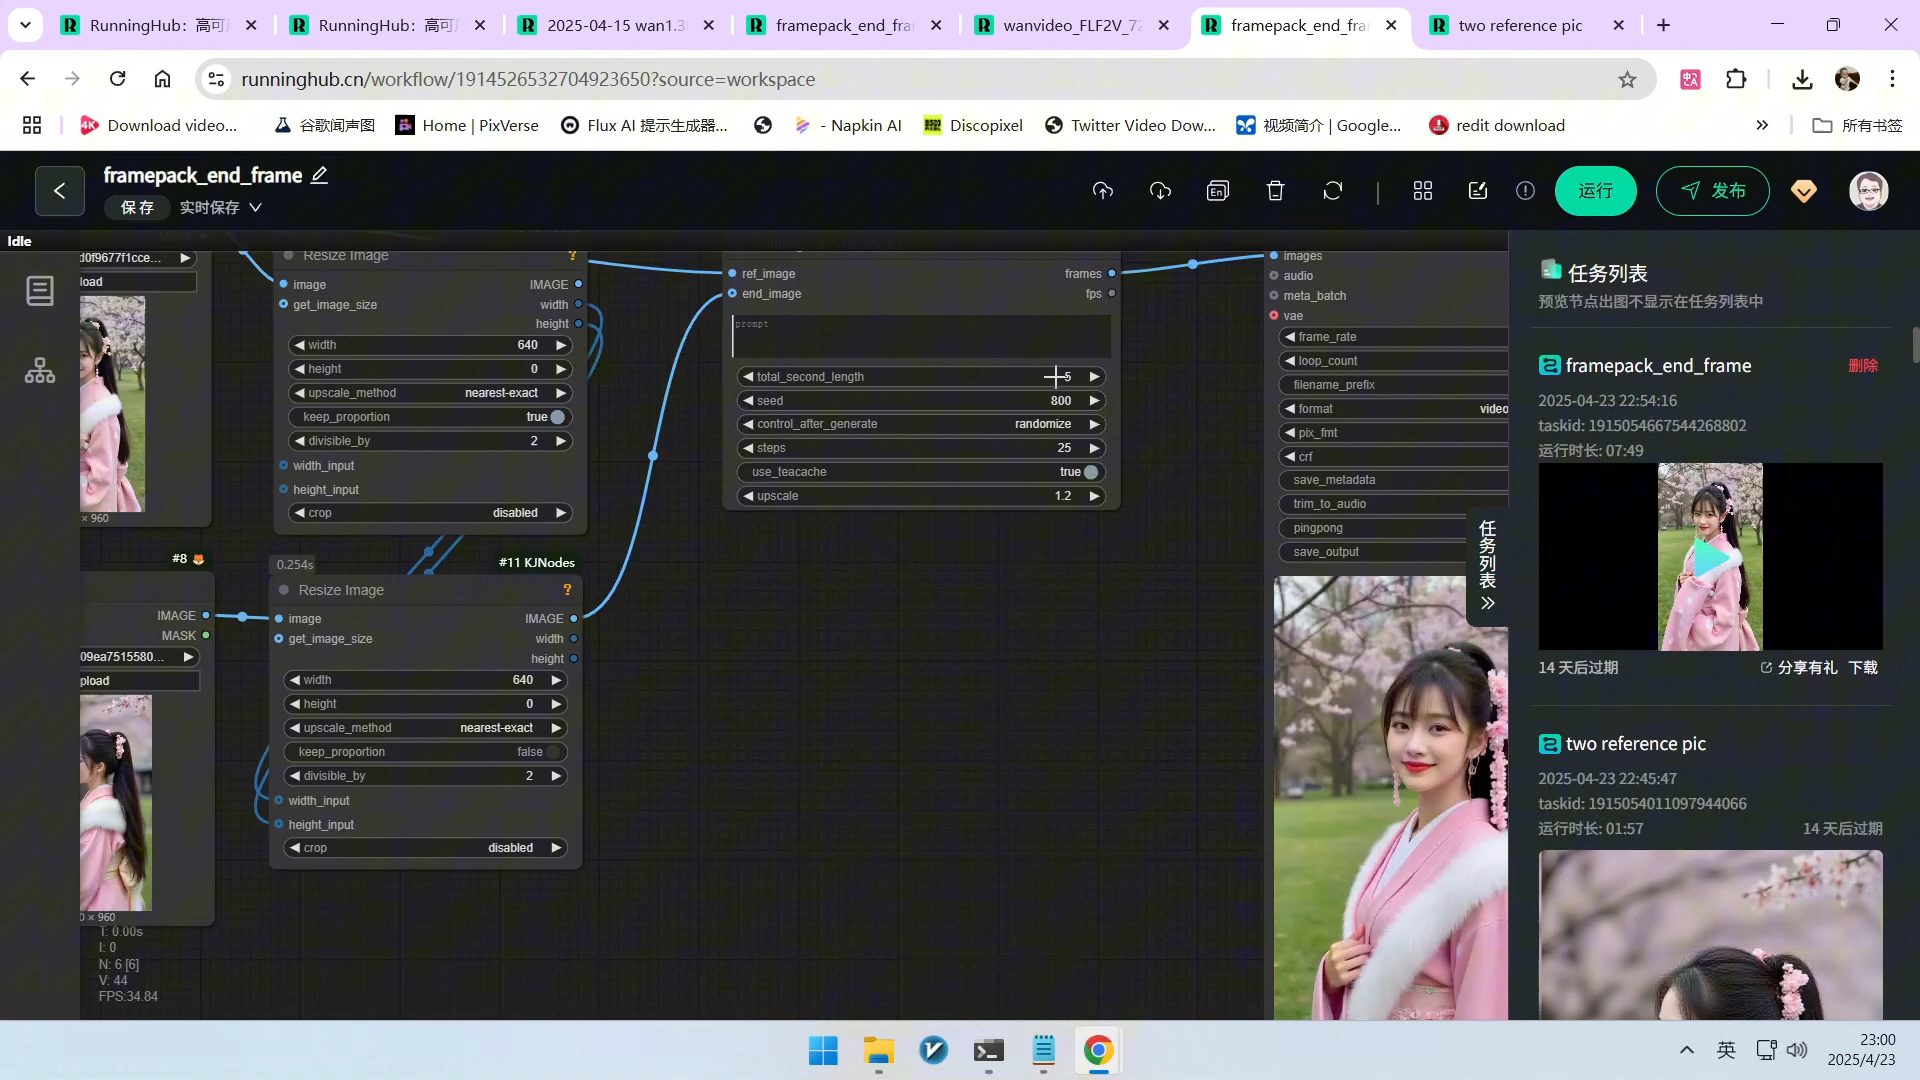 RunningHub：高可
RunningHub：高可
2025-04-15 wan1.3
framepack_end_fra
wanvideo_FLF2V_72
framepack_end_fra
two reference pic
runninghub.cn/workflow/1914526532704923650?source=workspace
Download video...
谷歌闻声图
Home | PixVerse
Flux AI 提示生成器...
- Napkin AI
Discopixel
Twitter Video Dow...
视频简介 | Google...
redit download
所有书签
framepack_end_frame
保存
实时保存
En
运行
发布
Idle
d0f9677f1cce...
load
× 960
Resize Image
image
IMAGE
get_image_size
width
height
width
640
height
0
upscale_method
nearest-exact
keep_proportion
true
divisible_by
2
width_input
height_input
crop
disabled
#8
IMAGE
MASK
09ea7515580...
pload
0 × 960
0.254s
#11 KJNodes
Resize Image
image
IMAGE
get_image_size
width
height
width
640
height
0
upscale_method
nearest-exact
keep_proportion
false
divisible_by
2
width_input
height_input
crop
disabled
T: 0.00s
I: 0
N: 6 [6]
V: 44
FPS:34.84
ref_image
frames
end_image
fps
prompt
total_second_length
5
seed
800
control_after_generate
randomize
steps
25
use_teacache
true
upscale
1.2
images
audio
meta_batch
vae
frame_rate
loop_count
filename_prefix
format
video
pix_fmt
crf
save_metadata
trim_to_audio
pingpong
save_output
任务列表
任务列表
预览节点出图不显示在任务列表中
framepack_end_frame
删除
2025-04-23 22:54:16
taskid: 1915054667544268802
运行时长: 07:49
14 天后过期
分享有礼
下载
two reference pic
2025-04-23 22:45:47
taskid: 1915054011097944066
运行时长: 01:57
14 天后过期
英
23:00
2025/4/23